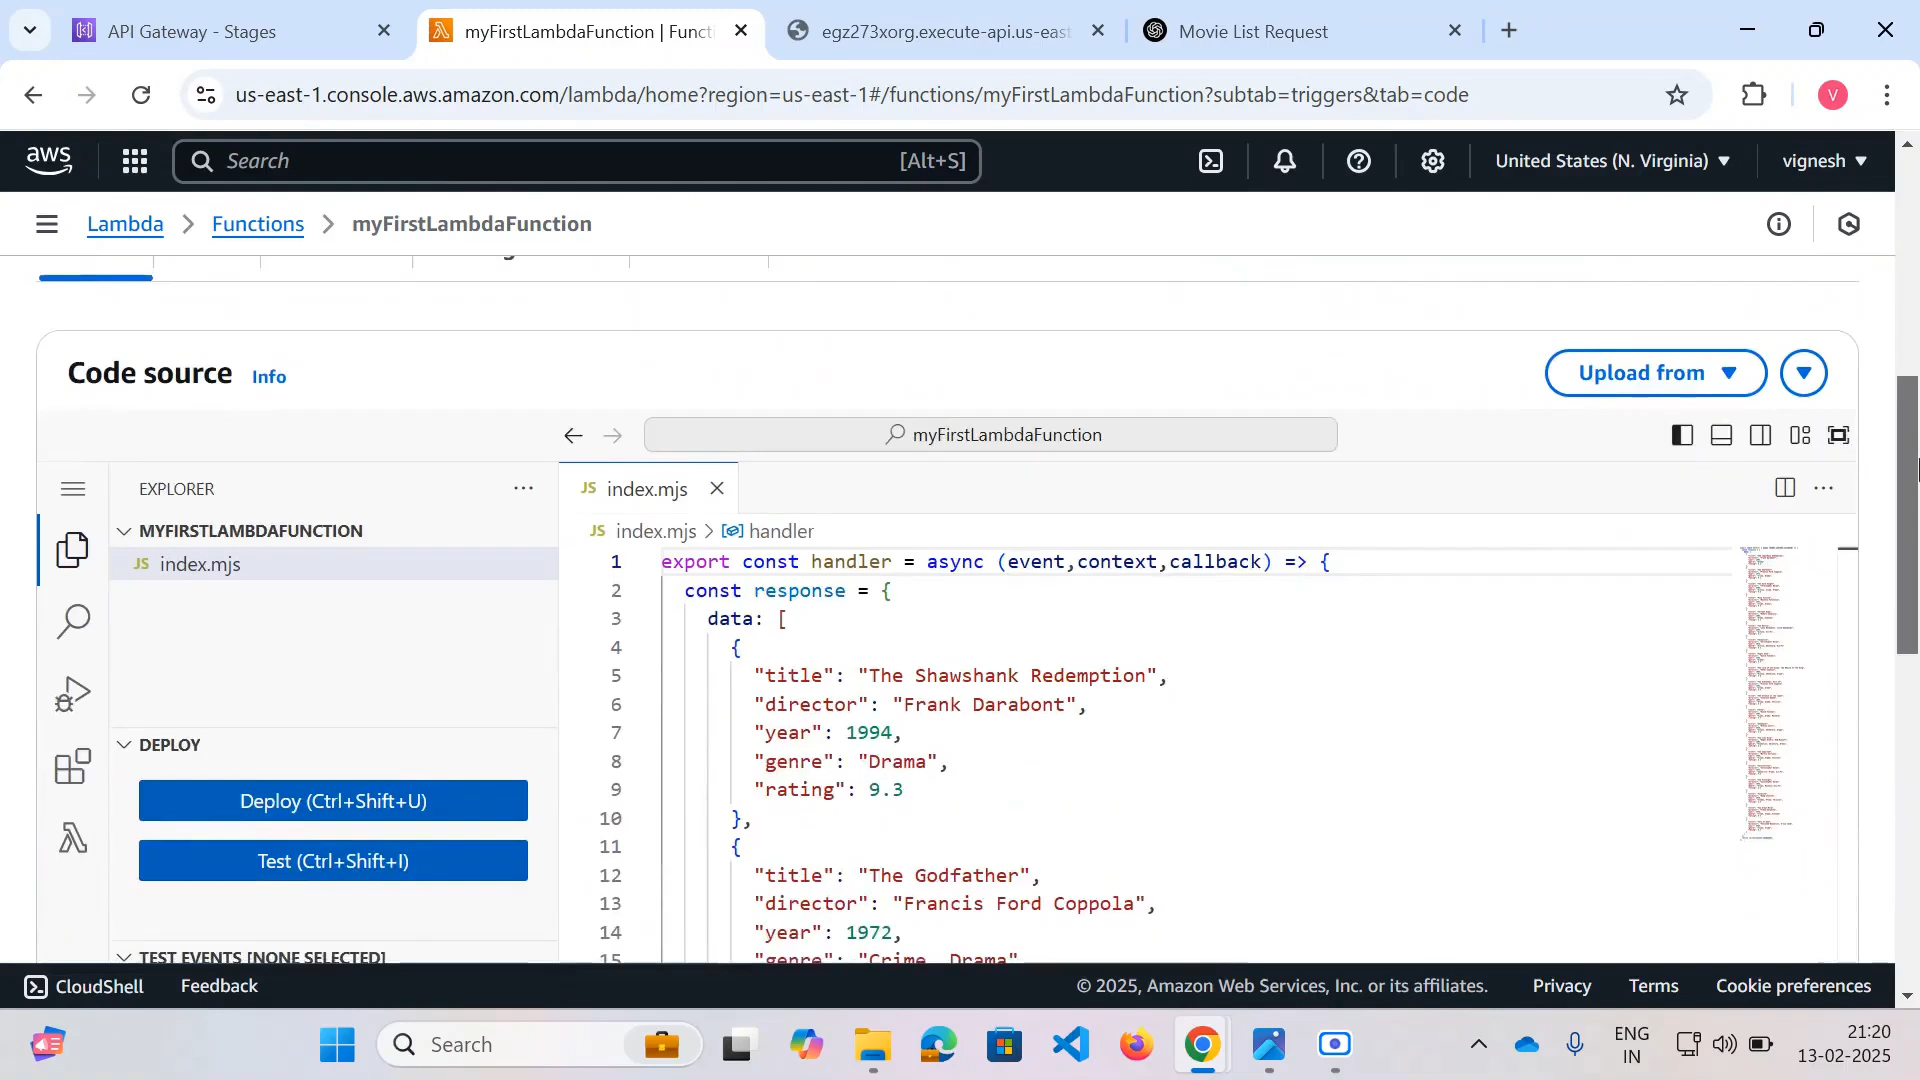 API Gateway - Stages
myFirstLambdaFunction | Functi
egz273xorg.execute-api.us-east
Movie List Request
us-east-1.console.aws.amazon.com/lambda/home?region=us-east-1#/functions/myFirstLambdaFunction?subtab=triggers&tab=code
V
aws
Search
[Alt+S]
United States (N. Virginia)
vignesh
Lambda
Functions
myFirstLambdaFunction
Code source
Info
Upload from
myFirstLambdaFunction
EXPLORER
JS index.mjs
MYFIRSTLAMBDAFUNCTION
JS index.mjs
JS index.mjs > handler
1 export const handler = async (event,context,callback) => {
2 const response = {
3 data: [
4 {
5 "title": "The Shawshank Redemption",
6 "director": "Frank Darabont",
7 "year": 1994,
8 "genre": "Drama",
9 "rating": 9.3
10 },
11 {
12 "title": "The Godfather",
13 "director": "Francis Ford Coppola",
14 "year": 1972,
15 "genre": "Crime, Drama"
DEPLOY
Deploy (Ctrl+Shift+U)
Test (Ctrl+Shift+I)
TEST EVENTS [NONE SELECTED]
CloudShell
Feedback
© 2025, Amazon Web Services, Inc. or its affiliates.
Privacy
Terms
Cookie preferences
Search
ENG
IN
21:20
13-02-2025